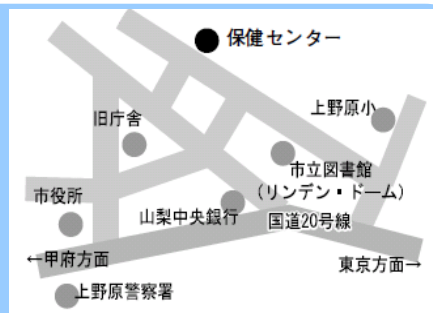 保健センター
上野原小
旧庁舎
市立図書館
(リンデン・ドーム)
市役所
山梨中央銀行
国道20号線
←甲府方面
東京方面→
上野原警察署